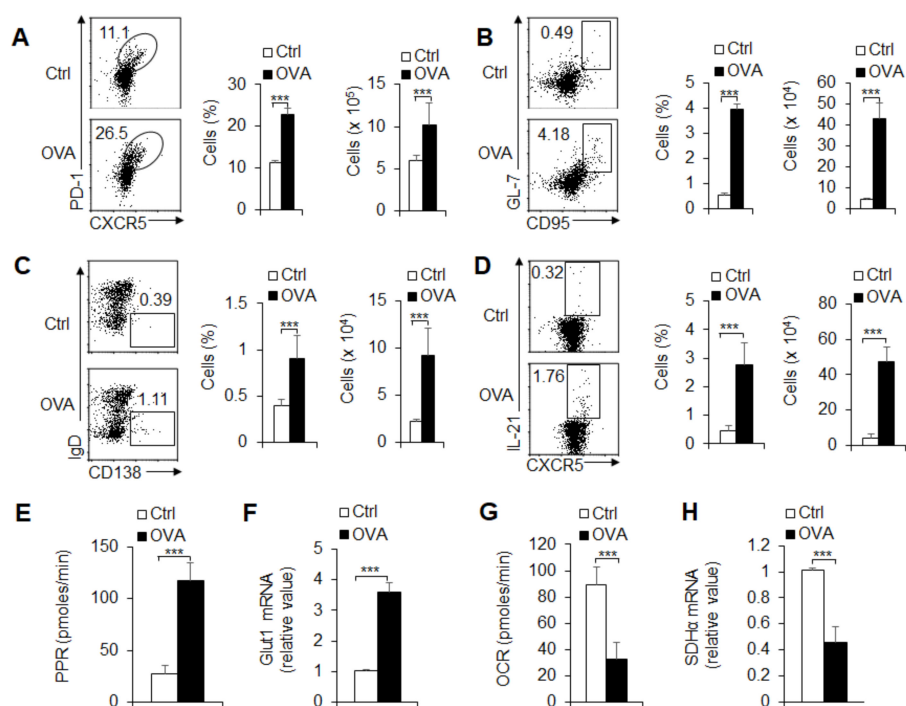 A
11.1
Ctrl
26.5
OVA
PD-1
CXCR5
Ctrl
OVA
***
Cells (%)
30
20
10
0
Ctrl
OVA
***
Cells (x 10⁵)
15
10
5
0
B
0.49
Ctrl
4.18
OVA
GL-7
CD95
Ctrl
OVA
***
Cells (%)
5
4
3
2
1
0
Ctrl
OVA
***
Cells (x 10⁴)
60
50
40
30
20
10
0
C
0.39
Ctrl
1.11
OVA
IgD
CD138
Ctrl
OVA
***
Cells (%)
1.5
1
0.5
0
Ctrl
OVA
***
Cells (x 10⁴)
15
12
9
6
3
0
D
0.32
Ctrl
1.76
OVA
IL-21
CXCR5
Ctrl
OVA
***
Cells (%)
5
4
3
2
1
0
Ctrl
OVA
***
Cells (x 10⁴)
80
60
40
20
0
E
Ctrl
OVA
***
PPR (pmoles/min)
150
100
50
0
F
Ctrl
OVA
***
Glut1 mRNA
(relative value)
5
4
3
2
1
0
G
Ctrl
OVA
***
OCR (pmoles/min)
120
100
80
60
40
20
0
H
Ctrl
OVA
***
SDHα mRNA
(relative value)
1.2
1
0.8
0.6
0.4
0.2
0